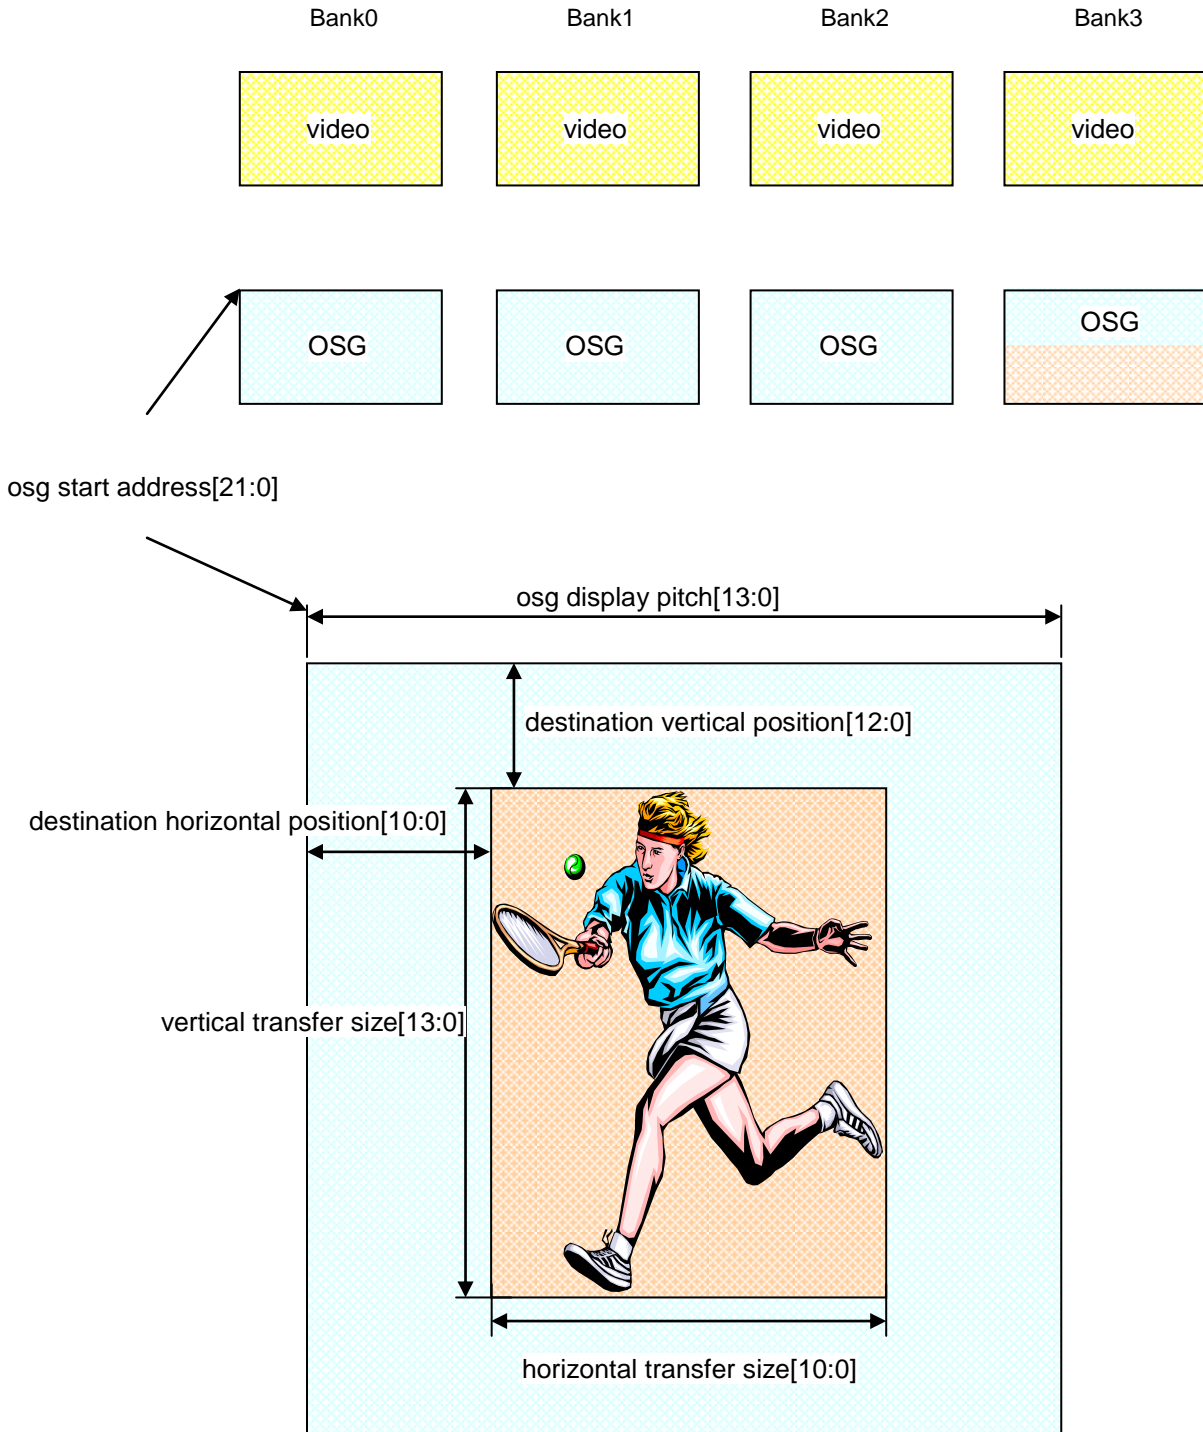 Bank0 Bank1 Bank2 Bank3
video video video video
OSG OSG OSG OSG
osg start address[21:0]
osg display pitch[13:0]
destination vertical position[12:0]
destination horizontal position[10:0]
vertical transfer size[13:0]
horizontal transfer size[10:0]